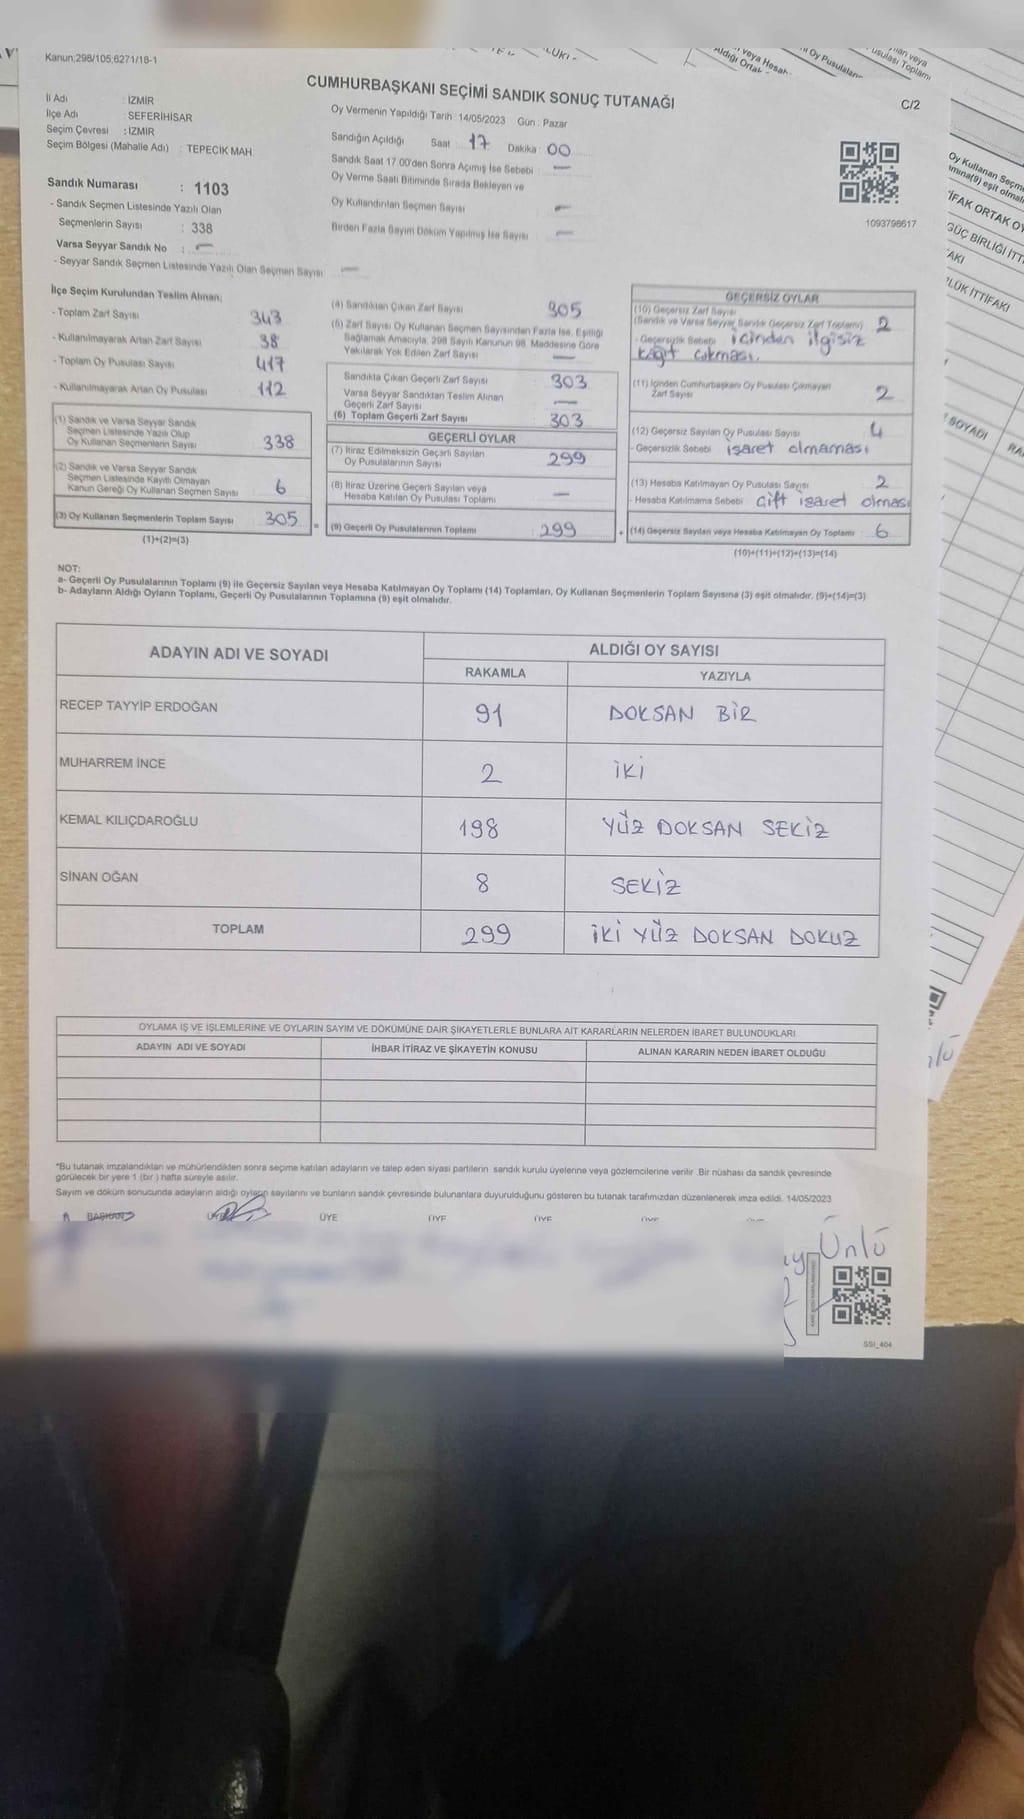 Kanun;298/105;6271/18-1
CUMHURBAŞKANI SEÇİMİ SANDIK SONUÇ TUTANAĞI
C/2
İl Adı : İZMİR
İlçe Adı : SEFERİHİSAR
Seçim Çevresi : İZMİR
Seçim Bölgesi (Mahalle Adı) : TEPECİK MAH.
Oy Vermenin Yapıldığı Tarih : 14/05/2023 Gün : Pazar
Sandığın Açıldığı Saat : 17 Dakika : 00
Sandık Saat 17.00'den Sonra Açımış İse Sebebi : —
Oy Verme Saati Bitiminde Sırada Bekleyen ve
Oy Kullandırılan Seçmen Sayısı —
Birden Fazla Sayım Döküm Yapılmış İse Sayısı —
1093796617
Sandık Numarası : 1103
- Sandık Seçmen Listesinde Yazılı Olan
Seçmenlerin Sayısı : 338
Varsa Seyyar Sandık No : —
- Seyyar Sandık Seçmen Listesinde Yazılı Olan Seçmen Sayısı —
İlçe Seçim Kurulundan Teslim Alınan;
- Toplam Zarf Sayısı 343
- Kullanılmayarak Artan Zarf Sayısı 38
- Toplam Oy Pusulası Sayısı 417
- Kullanılmayarak Artan Oy Pusulası 112
(1) Sandık ve Varsa Seyyar Sandık
Seçmen Listesinde Yazılı Olup
Oy Kullanan Seçmenlerin Sayısı 338
(2) Sandık ve Varsa Seyyar Sandık
Seçmen Listesinde Kayıtlı Olmayan
Kanun Gereği Oy Kullanan Seçmen Sayısı 6
(3) Oy Kullanan Seçmenlerin Toplam Sayısı 305 =
(1)+(2)=(3)
(4) Sandıktan Çıkan Zarf Sayısı 305
(5) Zarf Sayısı Oy Kullanan Seçmen Sayısından Fazla İse, Eşitliği
Sağlamak Amacıyla; 298 Sayılı Kanunun 98. Maddesine Göre
Yakılarak Yok Edilen Zarf Sayısı —
Sandıkta Çıkan Geçerli Zarf Sayısı 303
Varsa Seyyar Sandıktan Teslim Alınan
Geçerli Zarf Sayısı —
(6) Toplam Geçerli Zarf Sayısı 303
GEÇERLİ OYLAR
(7) İtiraz Edilmeksizin Geçerli Sayılan
Oy Pusulalarının Sayısı 299
(8) İtiraz Üzerine Geçerli Sayılan veya
Hesaba Katılan Oy Pusulası Toplamı —
(9) Geçerli Oy Pusulalarının Toplamı 299 +
GEÇERSİZ OYLAR
(10) Geçersiz Zarf Sayısı
(Sandık ve Varsa Seyyar Sandık Geçersiz Zarf Toplamı) 2
- Geçersizlik Sebebi : içinden ilgisiz
kağıt çıkması.
(11) İçinden Cumhurbaşkanı Oy Pusulası Çıkmayan
Zarf Sayısı 2
(12) Geçersiz Sayılan Oy Pusulası Sayısı 4
- Geçersizlik Sebebi işaret olmaması
(13) Hesaba Katılmayan Oy Pusulası Sayısı 2
- Hesaba Katılmama Sebebi çift işaret olması
(14) Geçersiz Sayılan veya Hesaba Katılmayan Oy Toplamı : 6
(10)+(11)+(12)+(13)=(14)
NOT:
a- Geçerli Oy Pusulalarının Toplamı (9) ile Geçersiz Sayılan veya Hesaba Katılmayan Oy Toplamı (14) Toplamları, Oy Kullanan Seçmenlerin Toplam Sayısına (3) eşit olmalıdır. (9)+(14)=(3)
b- Adayların Aldığı Oyların Toplamı, Geçerli Oy Pusulalarının Toplamına (9) eşit olmalıdır.
ADAYIN ADI VE SOYADI ALDIĞI OY SAYISI
RAKAMLA YAZIYLA
RECEP TAYYİP ERDOĞAN 91 DOKSAN BİR
MUHARREM İNCE 2 İKİ
KEMAL KILIÇDAROĞLU 198 YÜZ DOKSAN SEKİZ
SİNAN OĞAN 8 SEKİZ
TOPLAM 299 İKİ YÜZ DOKSAN DOKUZ
OYLAMA İŞ VE İŞLEMLERİNE VE OYLARIN SAYIM VE DÖKÜMÜNE DAİR ŞİKAYETLERLE BUNLARA AİT KARARLARIN NELERDEN İBARET BULUNDUKLARI
ADAYIN ADI VE SOYADI İHBAR İTİRAZ VE ŞİKAYETİN KONUSU ALINAN KARARIN NEDEN İBARET OLDUĞU
*Bu tutanak imzalandıktan ve mühürlendikten sonra seçime katılan adayların ve talep eden siyasi partilerin sandık kurulu üyelerine veya gözlemcilerine verilir. Bir nüshası da sandık çevresinde
görülecek bir yere 1 (bir ) hafta süreyle asılır.
Sayım ve döküm sonucunda adayların aldığı oyların sayılarını ve bunların sandık çevresinde bulunanlara duyurulduğunu gösteren bu tutanak tarafımızdan düzenlenerek imza edildi. 14/05/2023
BAŞKAN ÜYE ÜYE ÜYE ÜYE
Ünlü
SSİ_404
Oy Kullanan Seçm
İFAK ORTAK OY
GÜÇ BİRLİĞİ İTT
AKI
LÜK İTTİFAKI
SOYADI